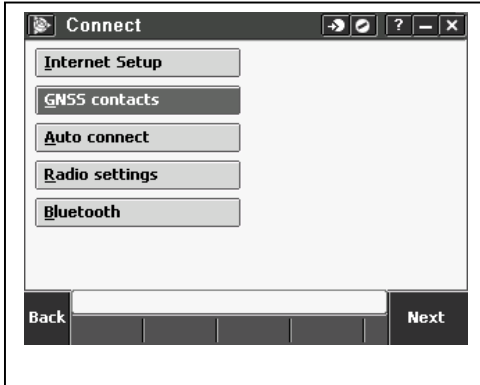 Connect ? – ×
Internet Setup
GNSS contacts
Auto connect
Radio settings
Bluetooth
Back Next